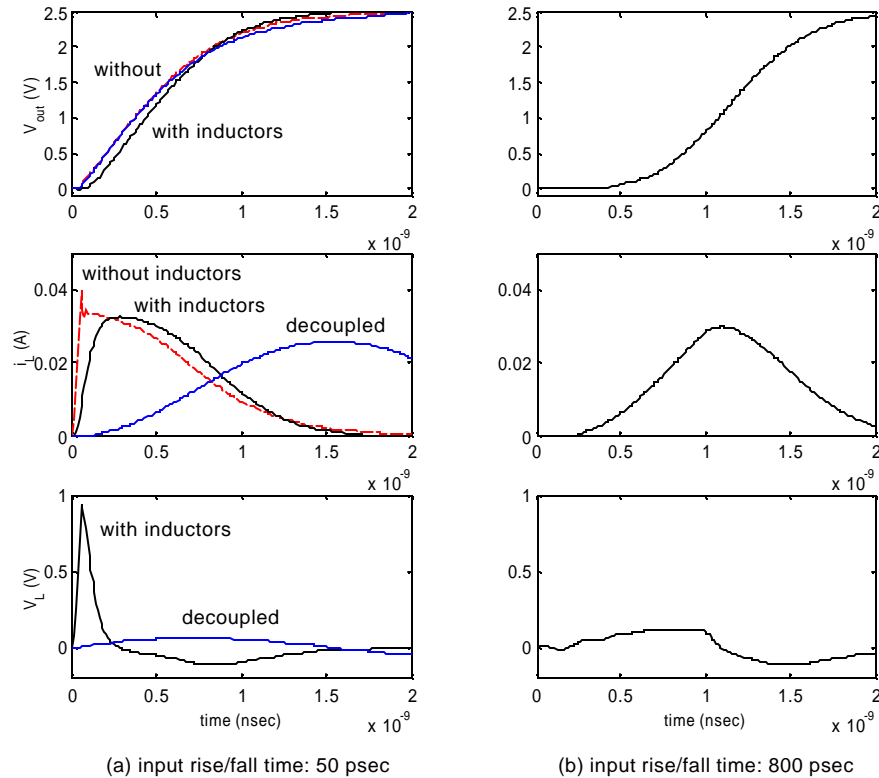 2.5
2
1.5
1
0.5
0
V_out (V)
without
with inductors
0 0.5 1 1.5 2
x 10^-9
2.5
2
1.5
1
0.5
0
0 0.5 1 1.5 2
x 10^-9
0.04
0.02
0
i_L (A)
without inductors
with inductors
decoupled
0 0.5 1 1.5 2
x 10^-9
0.04
0.02
0
0 0.5 1 1.5 2
x 10^-9
1
0.5
0
V_L (V)
with inductors
decoupled
0 0.5 1 1.5 2
time (nsec)
x 10^-9
1
0.5
0
0 0.5 1 1.5 2
time (nsec)
x 10^-9
(a) input rise/fall time: 50 psec
(b) input rise/fall time: 800 psec